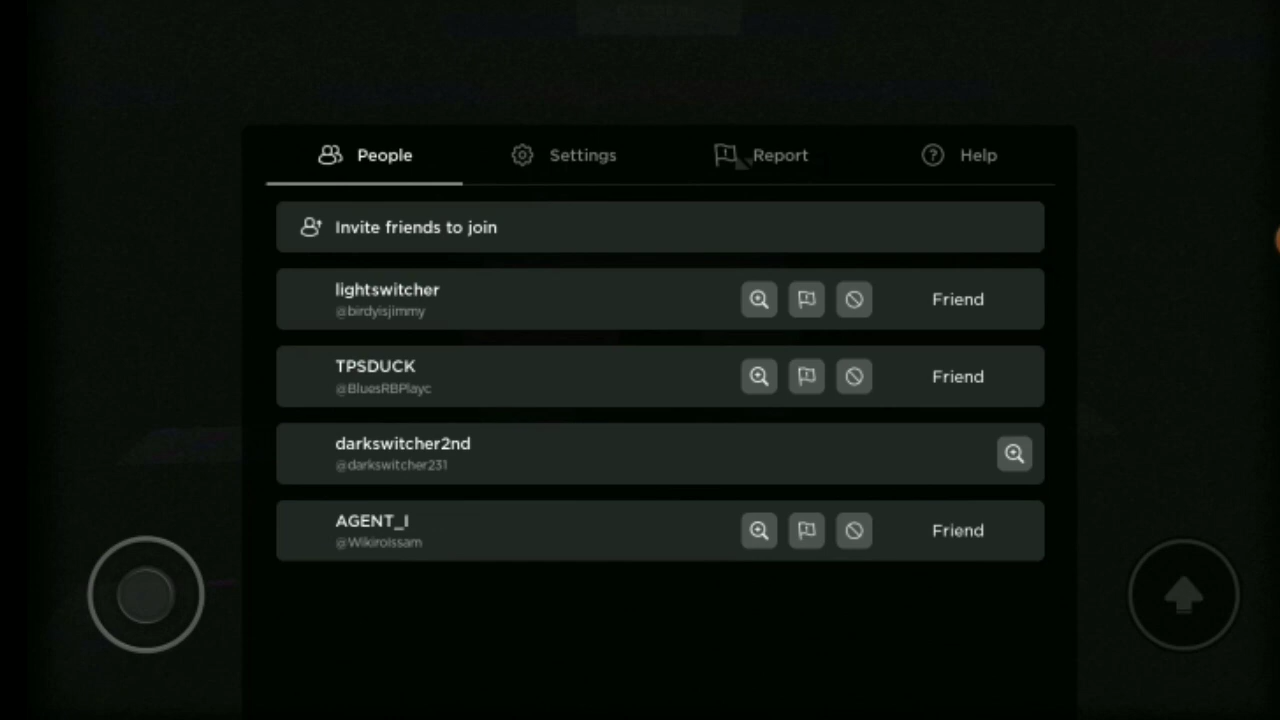 People
Settings
Report
Help
Invite friends to join
lightswitcher
@birdyisjimmy
Friend
TPSDUCK
@BluesRBPlayc
Friend
darkswitcher2nd
@darkswitcher231
AGENT_I
@Wikiroissam
Friend